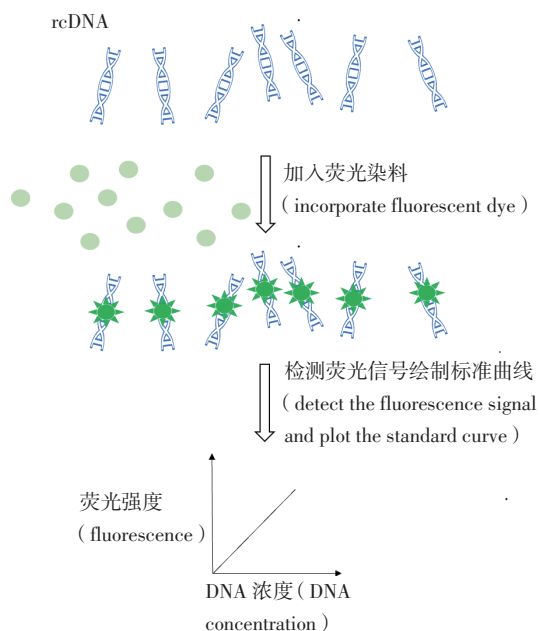 rcDNA
加入荧光染料
（incorporate fluorescent dye）
检测荧光信号绘制标准曲线
（detect the fluorescence signal
and plot the standard curve）
荧光强度
（fluorescence）
DNA 浓度（DNA
concentration）